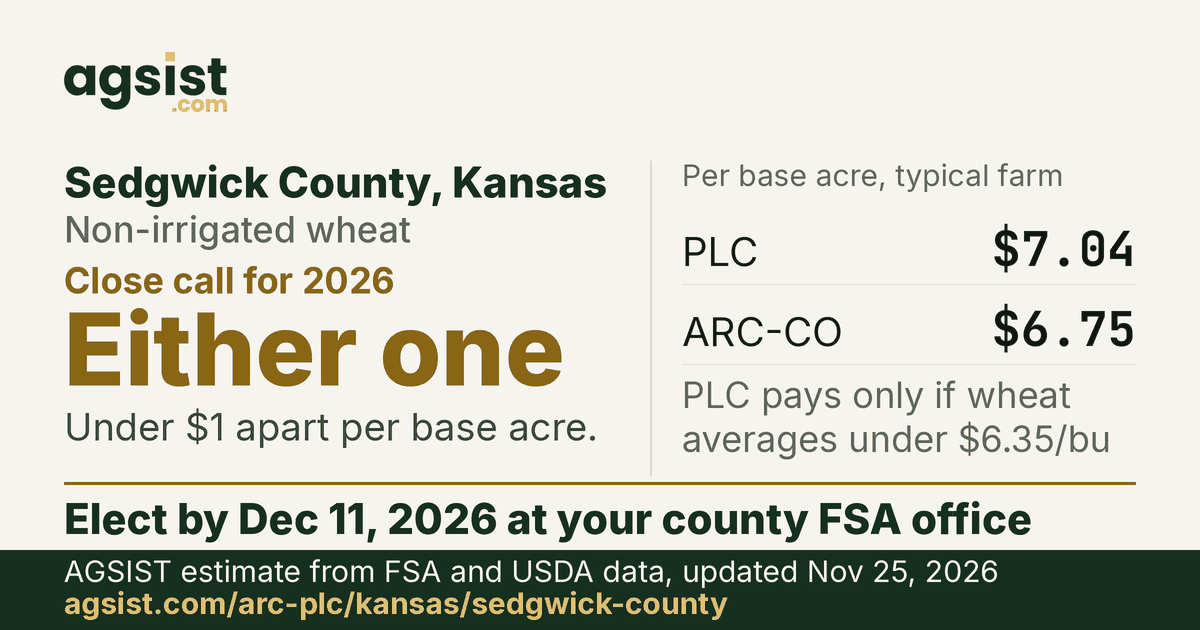 agsist
.com
Sedgwick County, Kansas
Non-irrigated wheat
Close call for 2026
Either one
Under $1 apart per base acre.
Per base acre, typical farm
PLC $7.04
ARC-CO $6.75
PLC pays only if wheat
averages under $6.35/bu
Elect by Dec 11, 2026 at your county FSA office
AGSIST estimate from FSA and USDA data, updated Nov 25, 2026
agsist.com/arc-plc/kansas/sedgwick-county